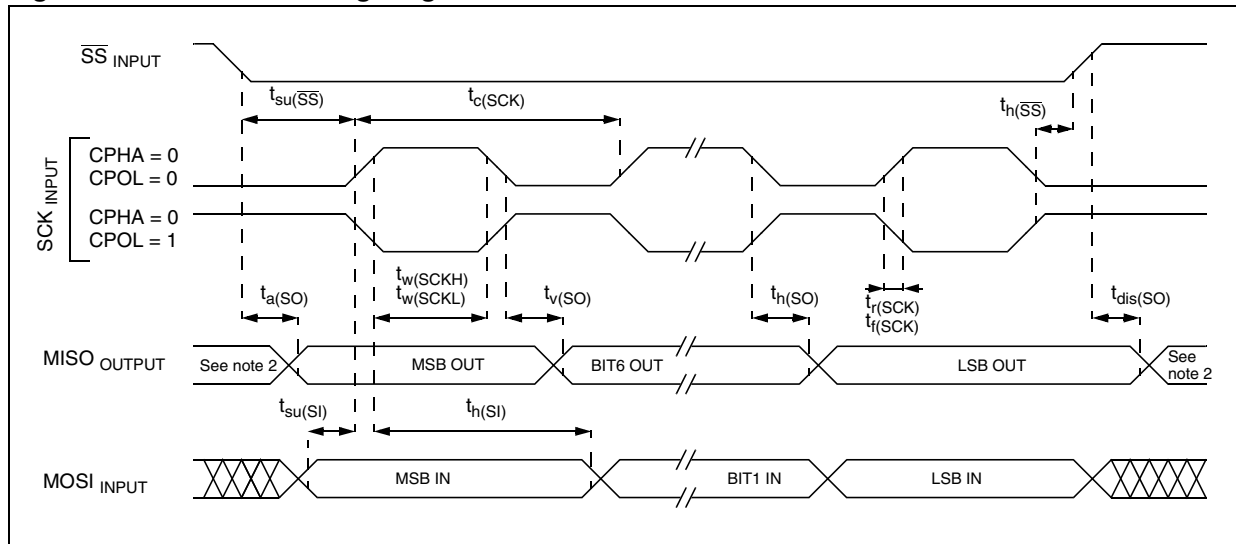 SS INPUT
tsu(SS)
tc(SCK)
th(SS)
SCK INPUT
CPHA = 0
CPOL = 0
CPHA = 0
CPOL = 1
ta(SO)
tw(SCKH)
tw(SCKL)
tv(SO)
th(SO)
tr(SCK)
tf(SCK)
tdis(SO)
MISO OUTPUT
See note 2
MSB OUT
BIT6 OUT
LSB OUT
See
note 2
tsu(SI)
th(SI)
MOSI INPUT
MSB IN
BIT1 IN
LSB IN